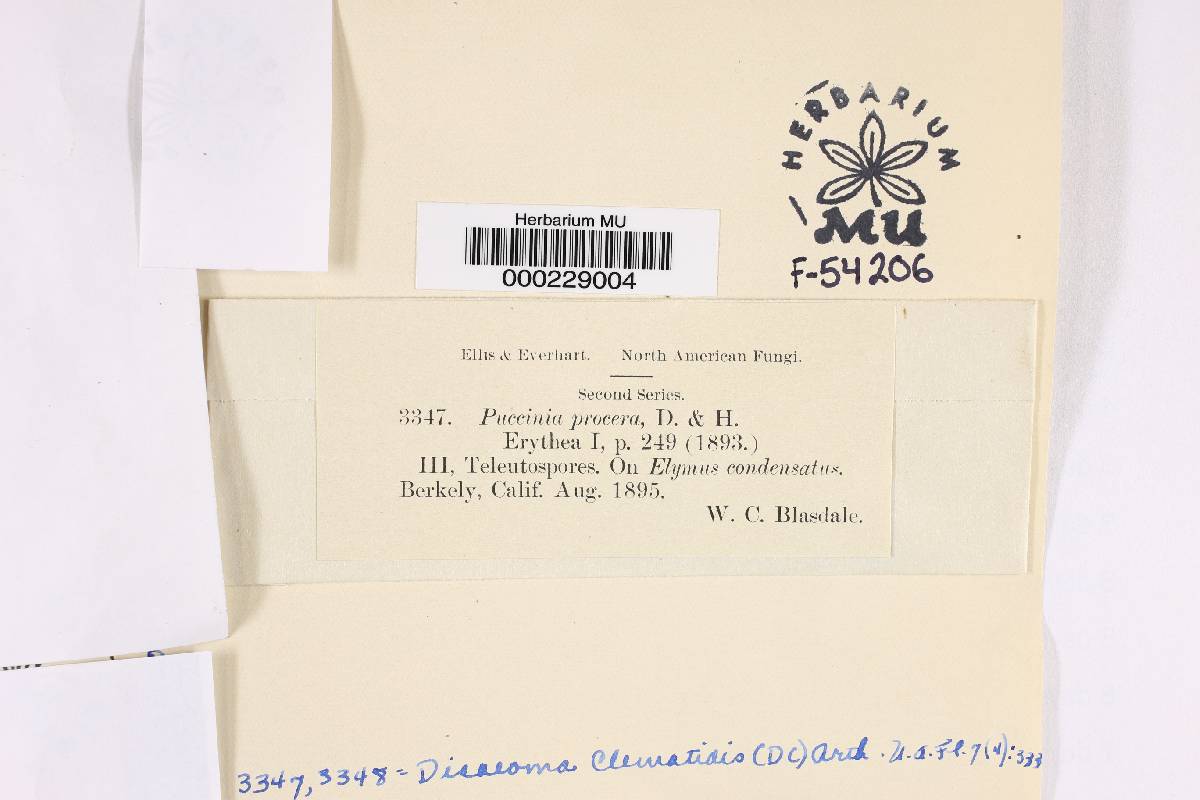 HERBARIUM
MU
F-54206
Herbarium MU
000229004
Ellis & Everhart. North American Fungi.
Second Series.
3347. Puccinia procera, D. & H.
Erythea I, p. 249 (1893.)
III, Teleutospores. On Elymus condensatus.
Berkely, Calif. Aug. 1895.
W. C. Blasdale.
3347, 3348 = Dicaeoma Clematidis (DC) Arth. N.A.Fl. 7(4):333